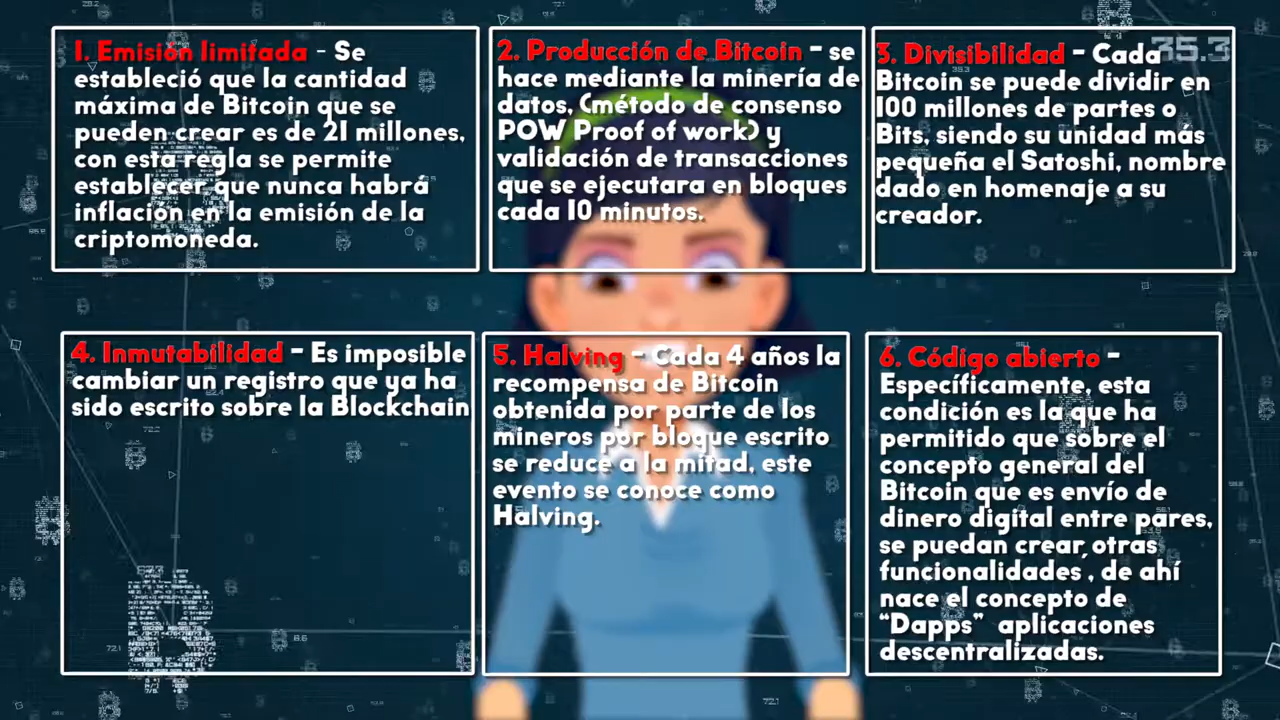 1. Emisión limitada - Se
estableció que la cantidad
máxima de Bitcoin que se
pueden crear es de 21 millones,
con esta regla se permite
establecer que nunca habrá
inflación en la emisión de la
criptomoneda.
2. Producción de Bitcoin - se
hace mediante la minería de
datos, (método de consenso
POW Proof of work) y
validación de transacciones
que se ejecutara en bloques
cada 10 minutos.
3. Divisibilidad - Cada
Bitcoin se puede dividir en
100 millones de partes o
Bits, siendo su unidad más
pequeña el Satoshi, nombre
dado en homenaje a su
creador.
4. Inmutabilidad - Es imposible
cambiar un registro que ya ha
sido escrito sobre la Blockchain
5. Halving - Cada 4 años la
recompensa de Bitcoin
obtenida por parte de los
mineros por bloque escrito
se reduce a la mitad, este
evento se conoce como
Halving.
6. Código abierto -
Específicamente, esta
condición es la que ha
permitido que sobre el
concepto general del
Bitcoin que es envío de
dinero digital entre pares,
se puedan crear otras
funcionalidades , de ahí
nace el concepto de
“Dapps” aplicaciones
descentralizadas.
35.3